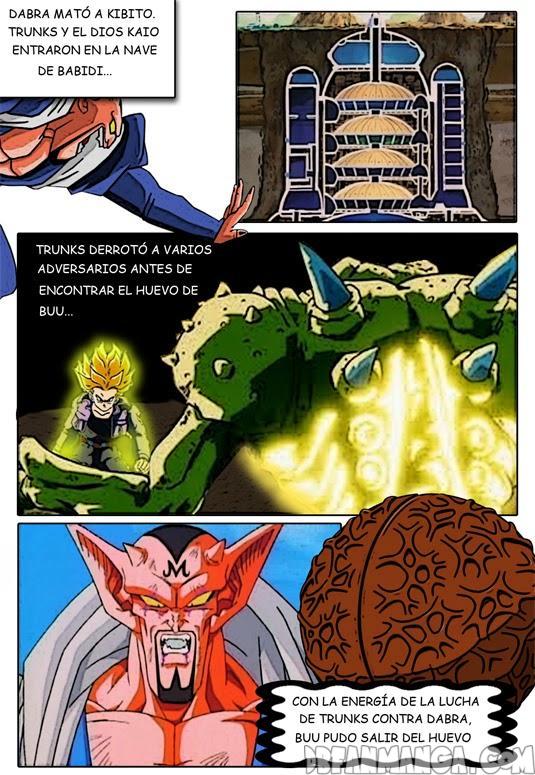 DABRA MATÓ A KIBITO.
TRUNKS Y EL DIOS KAIO
ENTRARON EN LA NAVE
DE BABIDI...
TRUNKS DERROTÓ A VARIOS
ADVERSARIOS ANTES DE
ENCONTRAR EL HUEVO DE
BUU...
M
CON LA ENERGÍA DE LA LUCHA
DE TRUNKS CONTRA DABRA,
BUU PUDO SALIR DEL HUEVO
DREAMMANGA.COM